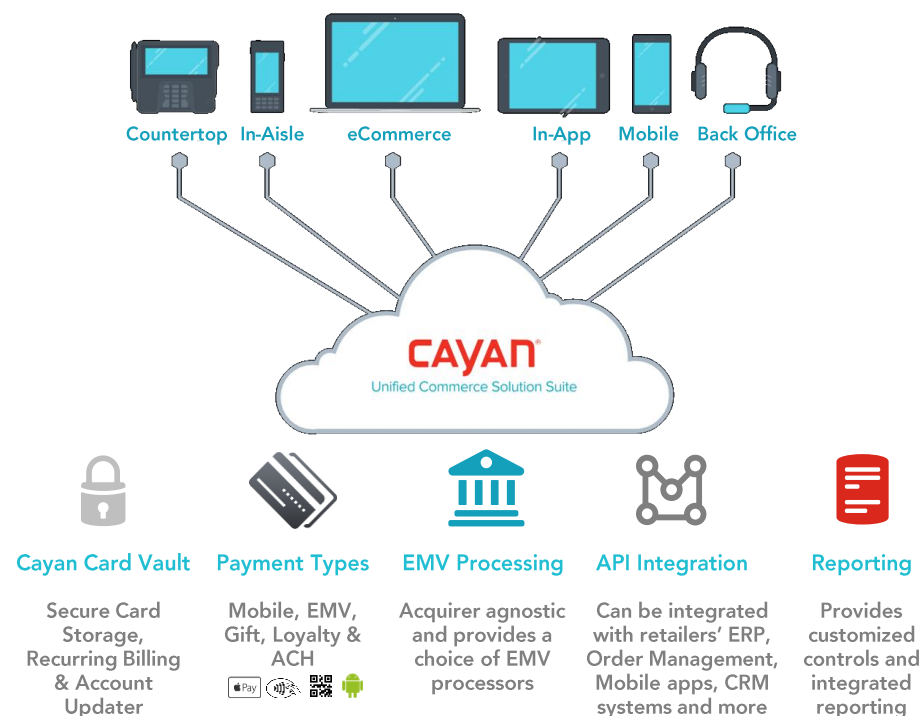 Countertop In-Aisle eCommerce In-App Mobile Back Office
CAYAN®
Unified Commerce Solution Suite
Cayan Card Vault
Secure Card
Storage,
Recurring Billing
& Account
Updater
Payment Types
Mobile, EMV,
Gift, Loyalty &
ACH
Pay
EMV Processing
Acquirer agnostic
and provides a
choice of EMV
processors
API Integration
Can be integrated
with retailers’ ERP,
Order Management,
Mobile apps, CRM
systems and more
Reporting
Provides
customized
controls and
integrated
reporting